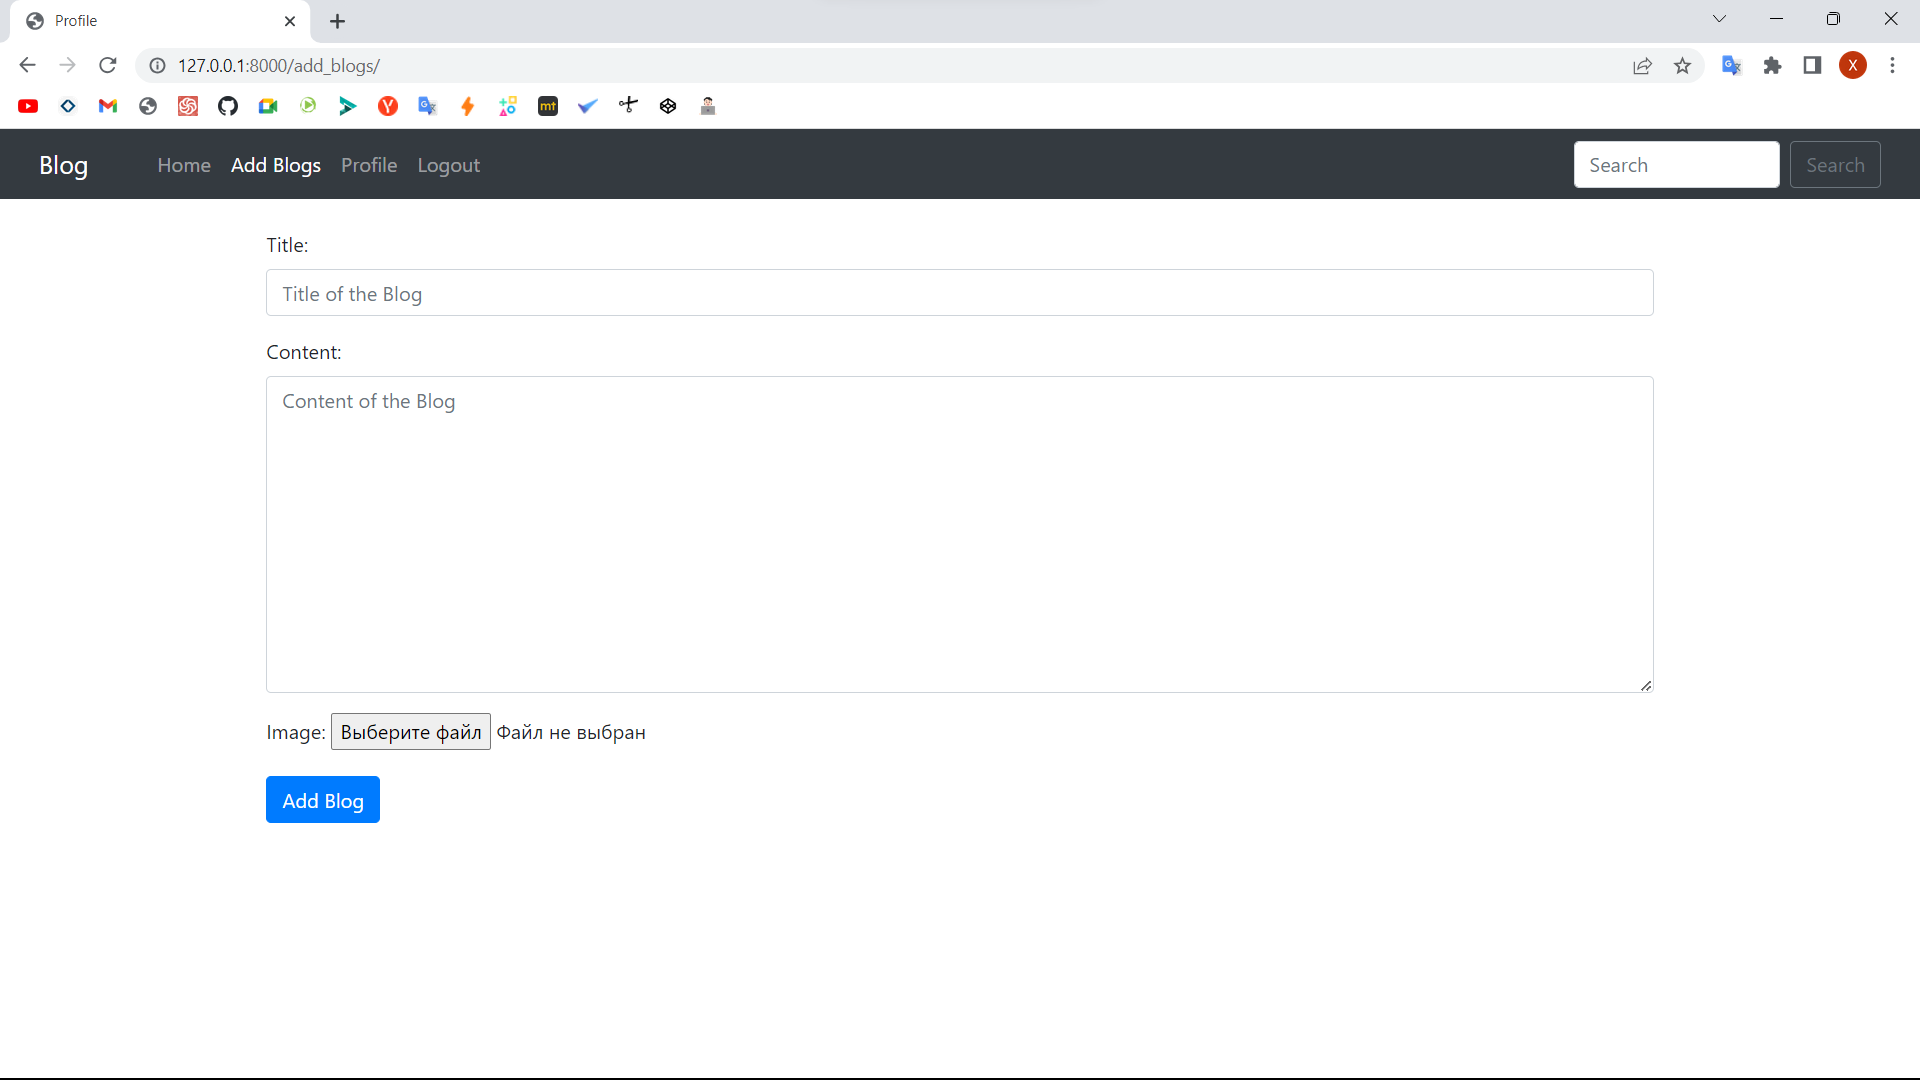 Profile
127.0.0.1:8000/add_blogs/
X
mt
Blog Home Add Blogs Profile Logout Search Search
Title:
Title of the Blog
Content:
Content of the Blog
Image: Выберите файл Файл не выбран
Add Blog